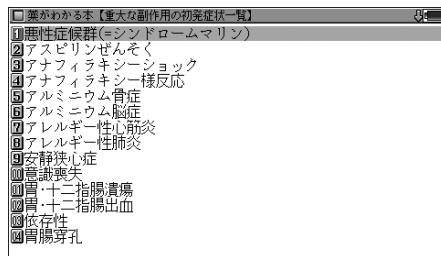 薬がわかる本【重大な副作用の初発症状一覧】
1悪性症候群(=シンドロームマリン)
2アスピリンぜんそく
3アナフィラキシーショック
4アナフィラキシー様反応
5アルミニウム骨症
6アルミニウム脳症
7アレルギー性心筋炎
8アレルギー性肺炎
9安静狭心症
00意識喪失
01胃・十二指腸潰瘍
02胃・十二指腸出血
03依存性
04胃腸穿孔